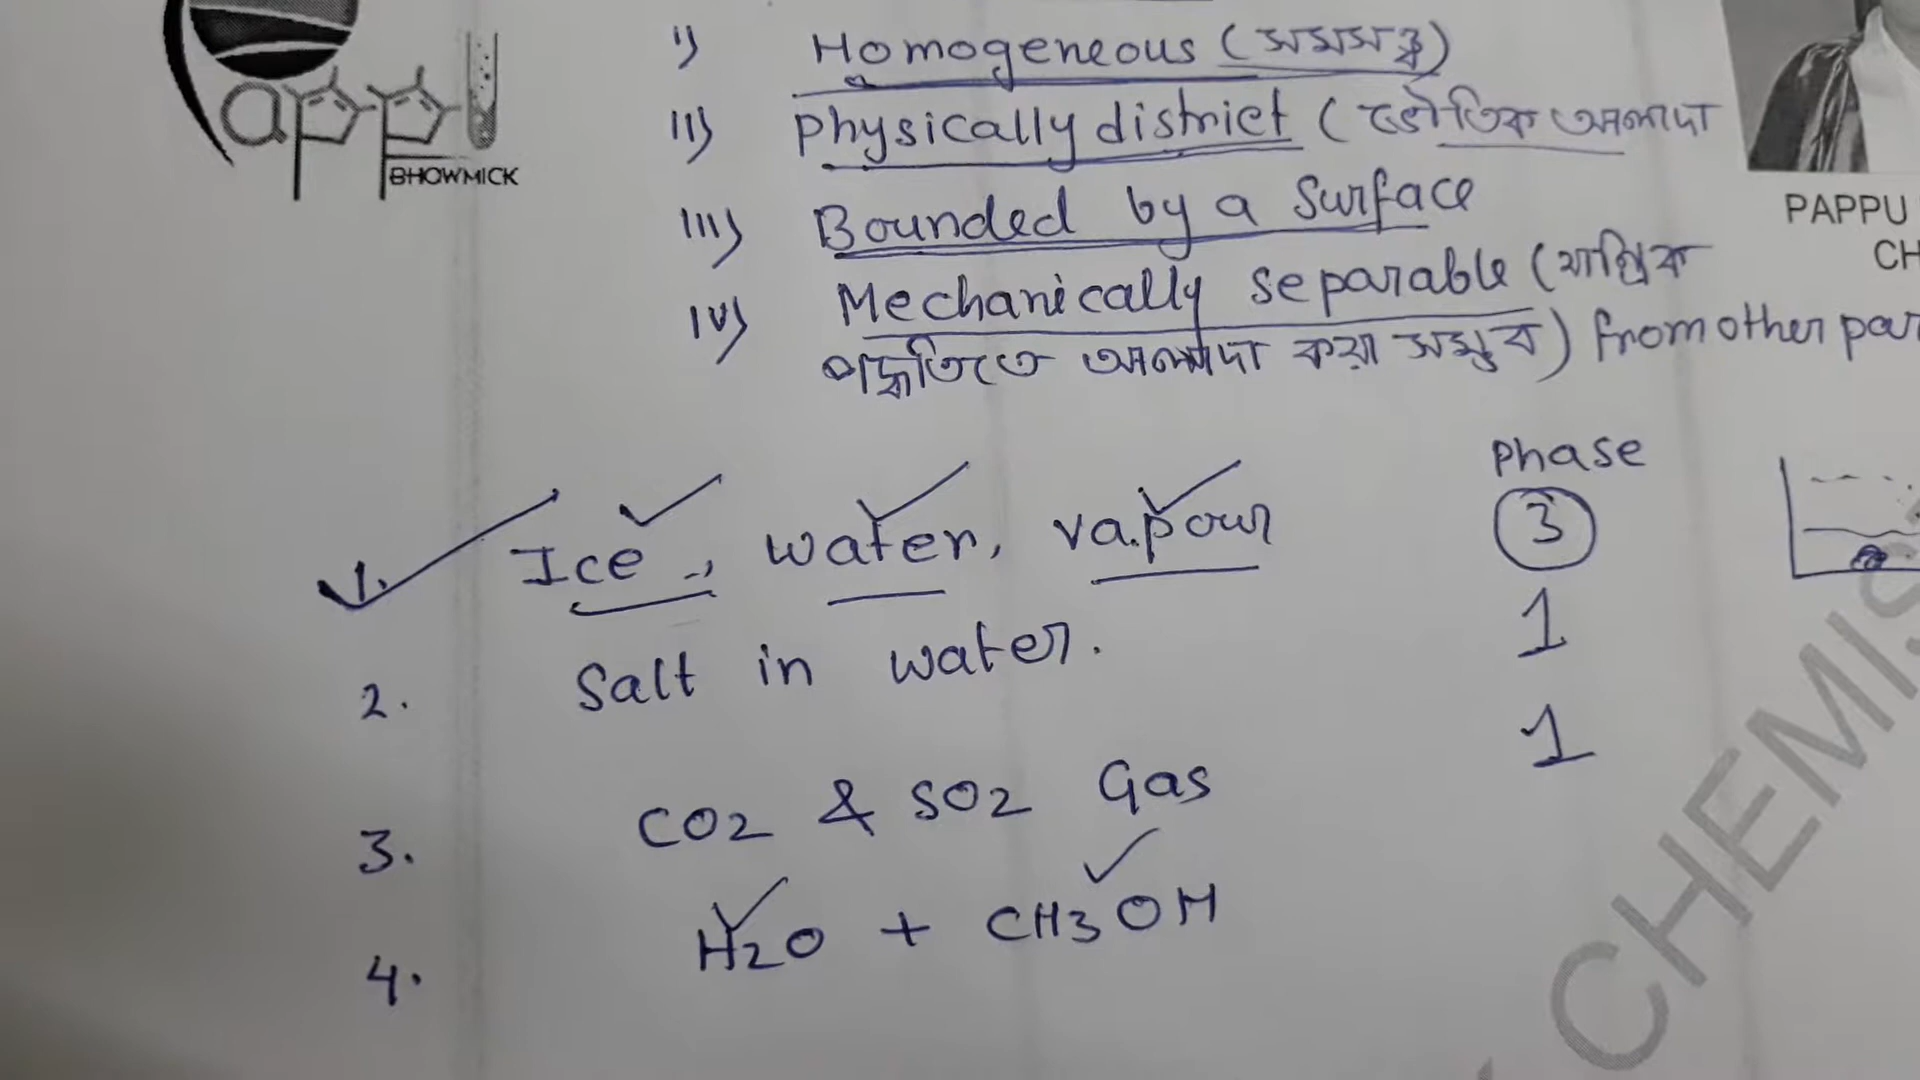 BHOWMICK
i) Homogeneous (সমসত্ত্ব)
ii) Physically district (ভৌতিক আলাদা
iii) Bounded by a surface
iv) Mechanically separable (যান্ত্রিক
পদ্ধতিতে আলাদা করা সম্ভব) from other par
PAPPU
CH
Phase
1. Ice, water, vapour 3
2. Salt in water. 1
3. CO2 & SO2 Gas 1
4. H2O + CH3OH
CHEMIS